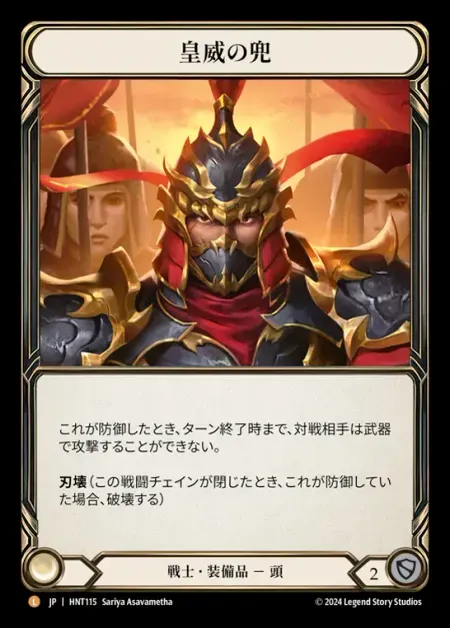 皇威の兜
これが防御したとき、ターン終了時まで、対戦相手は武器
で攻撃することができない。
刃壊（この戦闘チェインが閉じたとき、これが防御してい
た場合、破壊する）
戦士・装備品 － 頭
2
L JP | HNT115 Sariya Asavametha
© 2024 Legend Story Studios